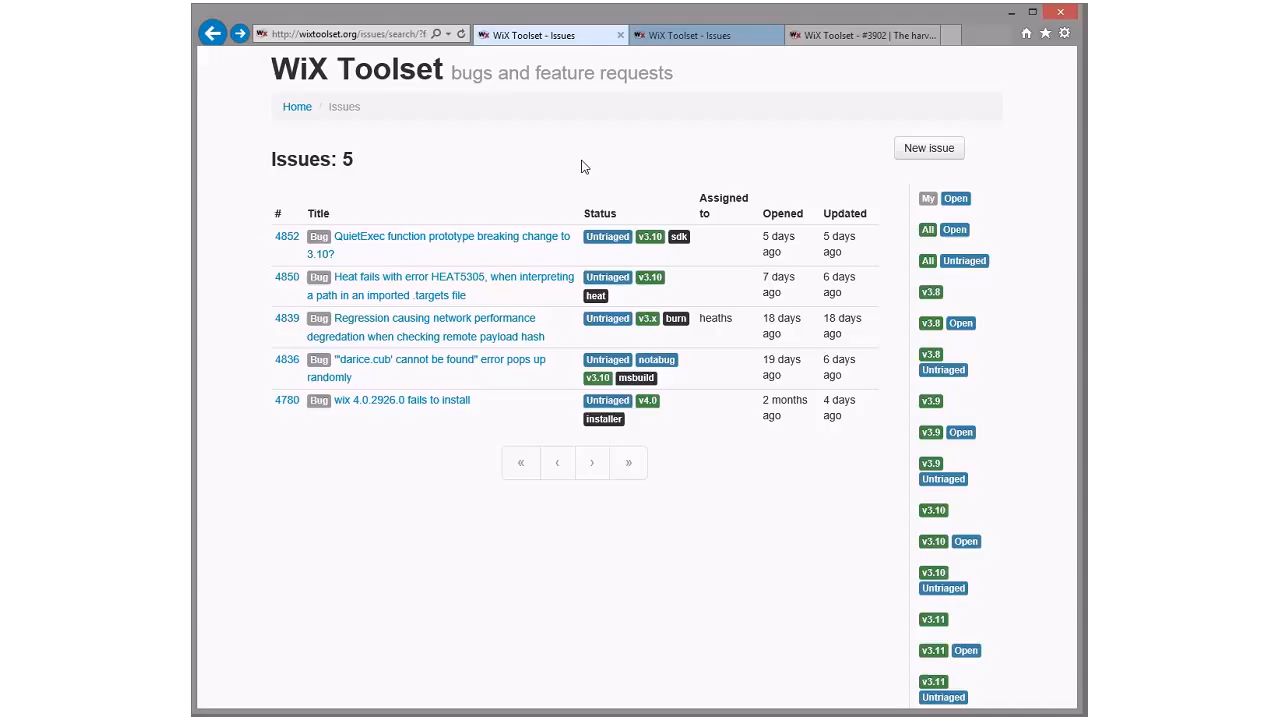 http://wixtoolset.org/issues/search/?f
WiX Toolset - Issues
WiX Toolset - Issues
WiX Toolset - #3902 | The harv...
WiX Toolset bugs and feature requests
Home / Issues
Issues: 5
New issue
# Title Status Assigned to Opened Updated
4852 Bug QuietExec function prototype breaking change to Untriaged v3.10 sdk 5 days 5 days
3.10? ago ago
4850 Bug Heat fails with error HEAT5305, when interpreting Untriaged v3.10 7 days 6 days
a path in an imported .targets file heat ago ago
4839 Bug Regression causing network performance Untriaged v3.x burn heaths 18 days 18 days
degredation when checking remote payload hash ago ago
4836 Bug "'darice.cub' cannot be found" error pops up Untriaged notabug 19 days 6 days
randomly v3.10 msbuild ago ago
4780 Bug wix 4.0.2926.0 fails to install Untriaged v4.0 2 months 4 days
installer ago ago
« ‹ › »
My Open
All Open
All Untriaged
v3.8
v3.8 Open
v3.8
Untriaged
v3.9
v3.9 Open
v3.9
Untriaged
v3.10
v3.10 Open
v3.10
Untriaged
v3.11
v3.11 Open
v3.11
Untriaged